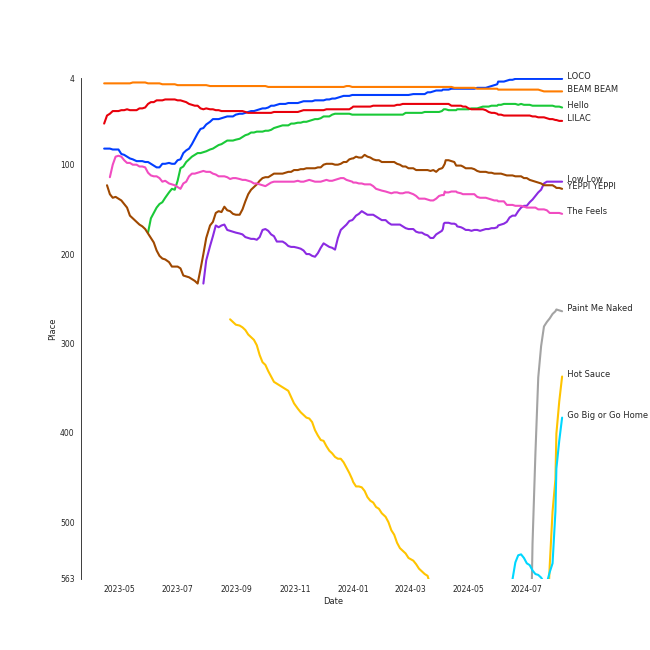 4
LOCO
BEAM BEAM
Hello
LILAC
100
Low Low
YEPPI YEPPI
The Feels
200
Paint Me Naked
Place
300
Hot Sauce
Go Big or Go Home
400
500
563
2023-05 2023-07 2023-09 2023-11 2024-01 2024-03 2024-05 2024-07
Date